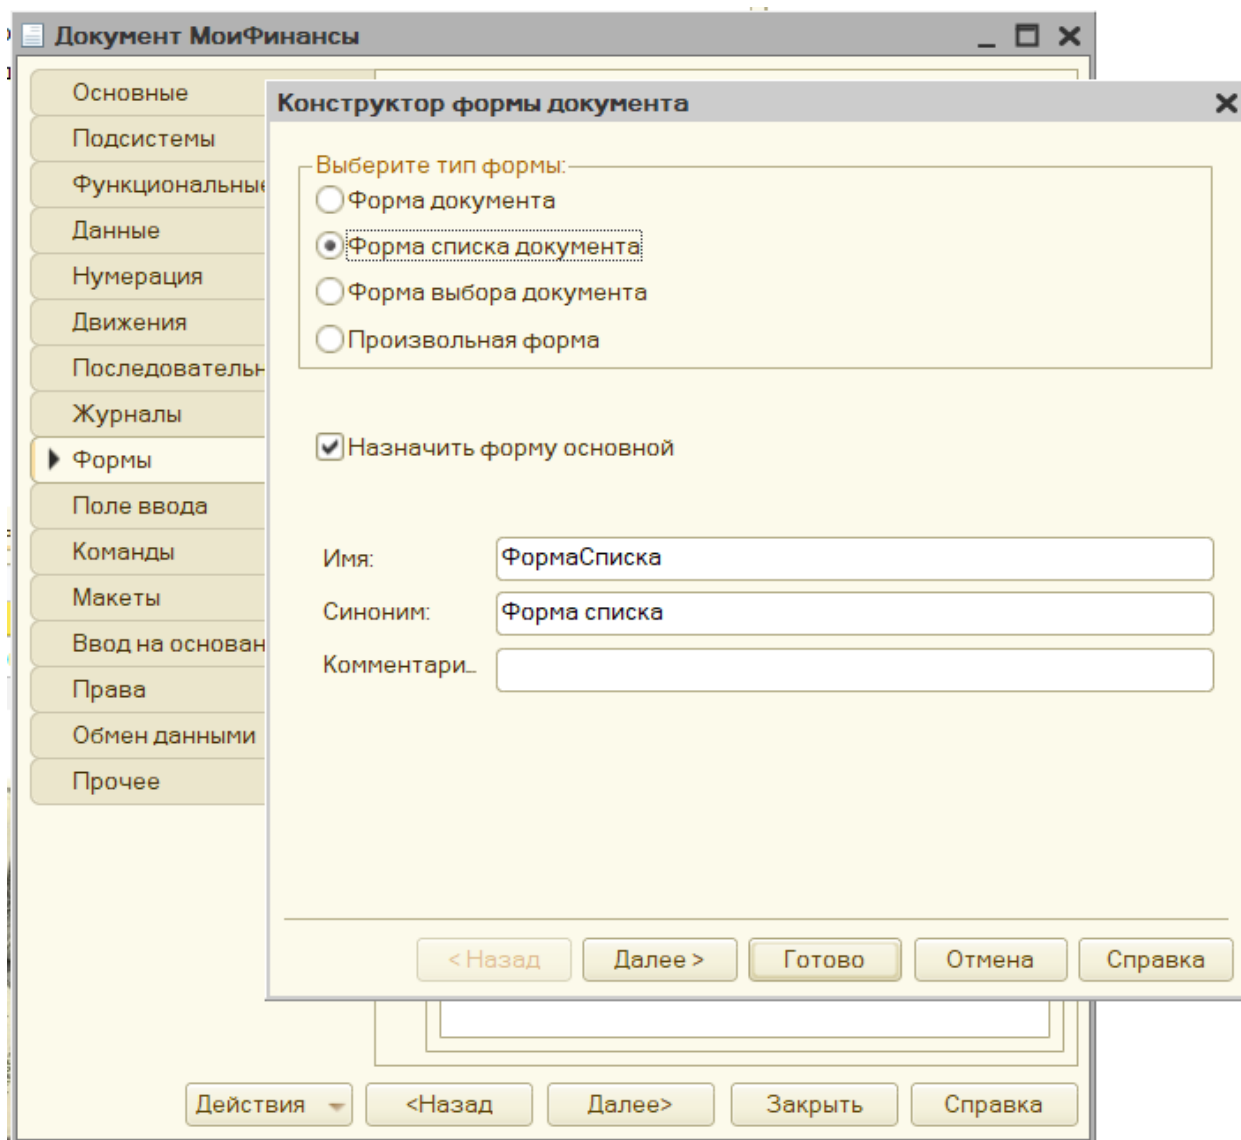 Документ МоиФинансы
Основные
Подсистемы
Функциональные
Данные
Нумерация
Движения
Последовательн
Журналы
Формы
Поле ввода
Команды
Макеты
Ввод на основан
Права
Обмен данными
Прочее
Конструктор формы документа
Выберите тип формы:
Форма документа
Форма списка документа
Форма выбора документа
Произвольная форма
Назначить форму основной
Имя: ФормаСписка
Синоним: Форма списка
Комментари...
< Назад Далее > Готово Отмена Справка
Действия <Назад Далее> Закрыть Справка